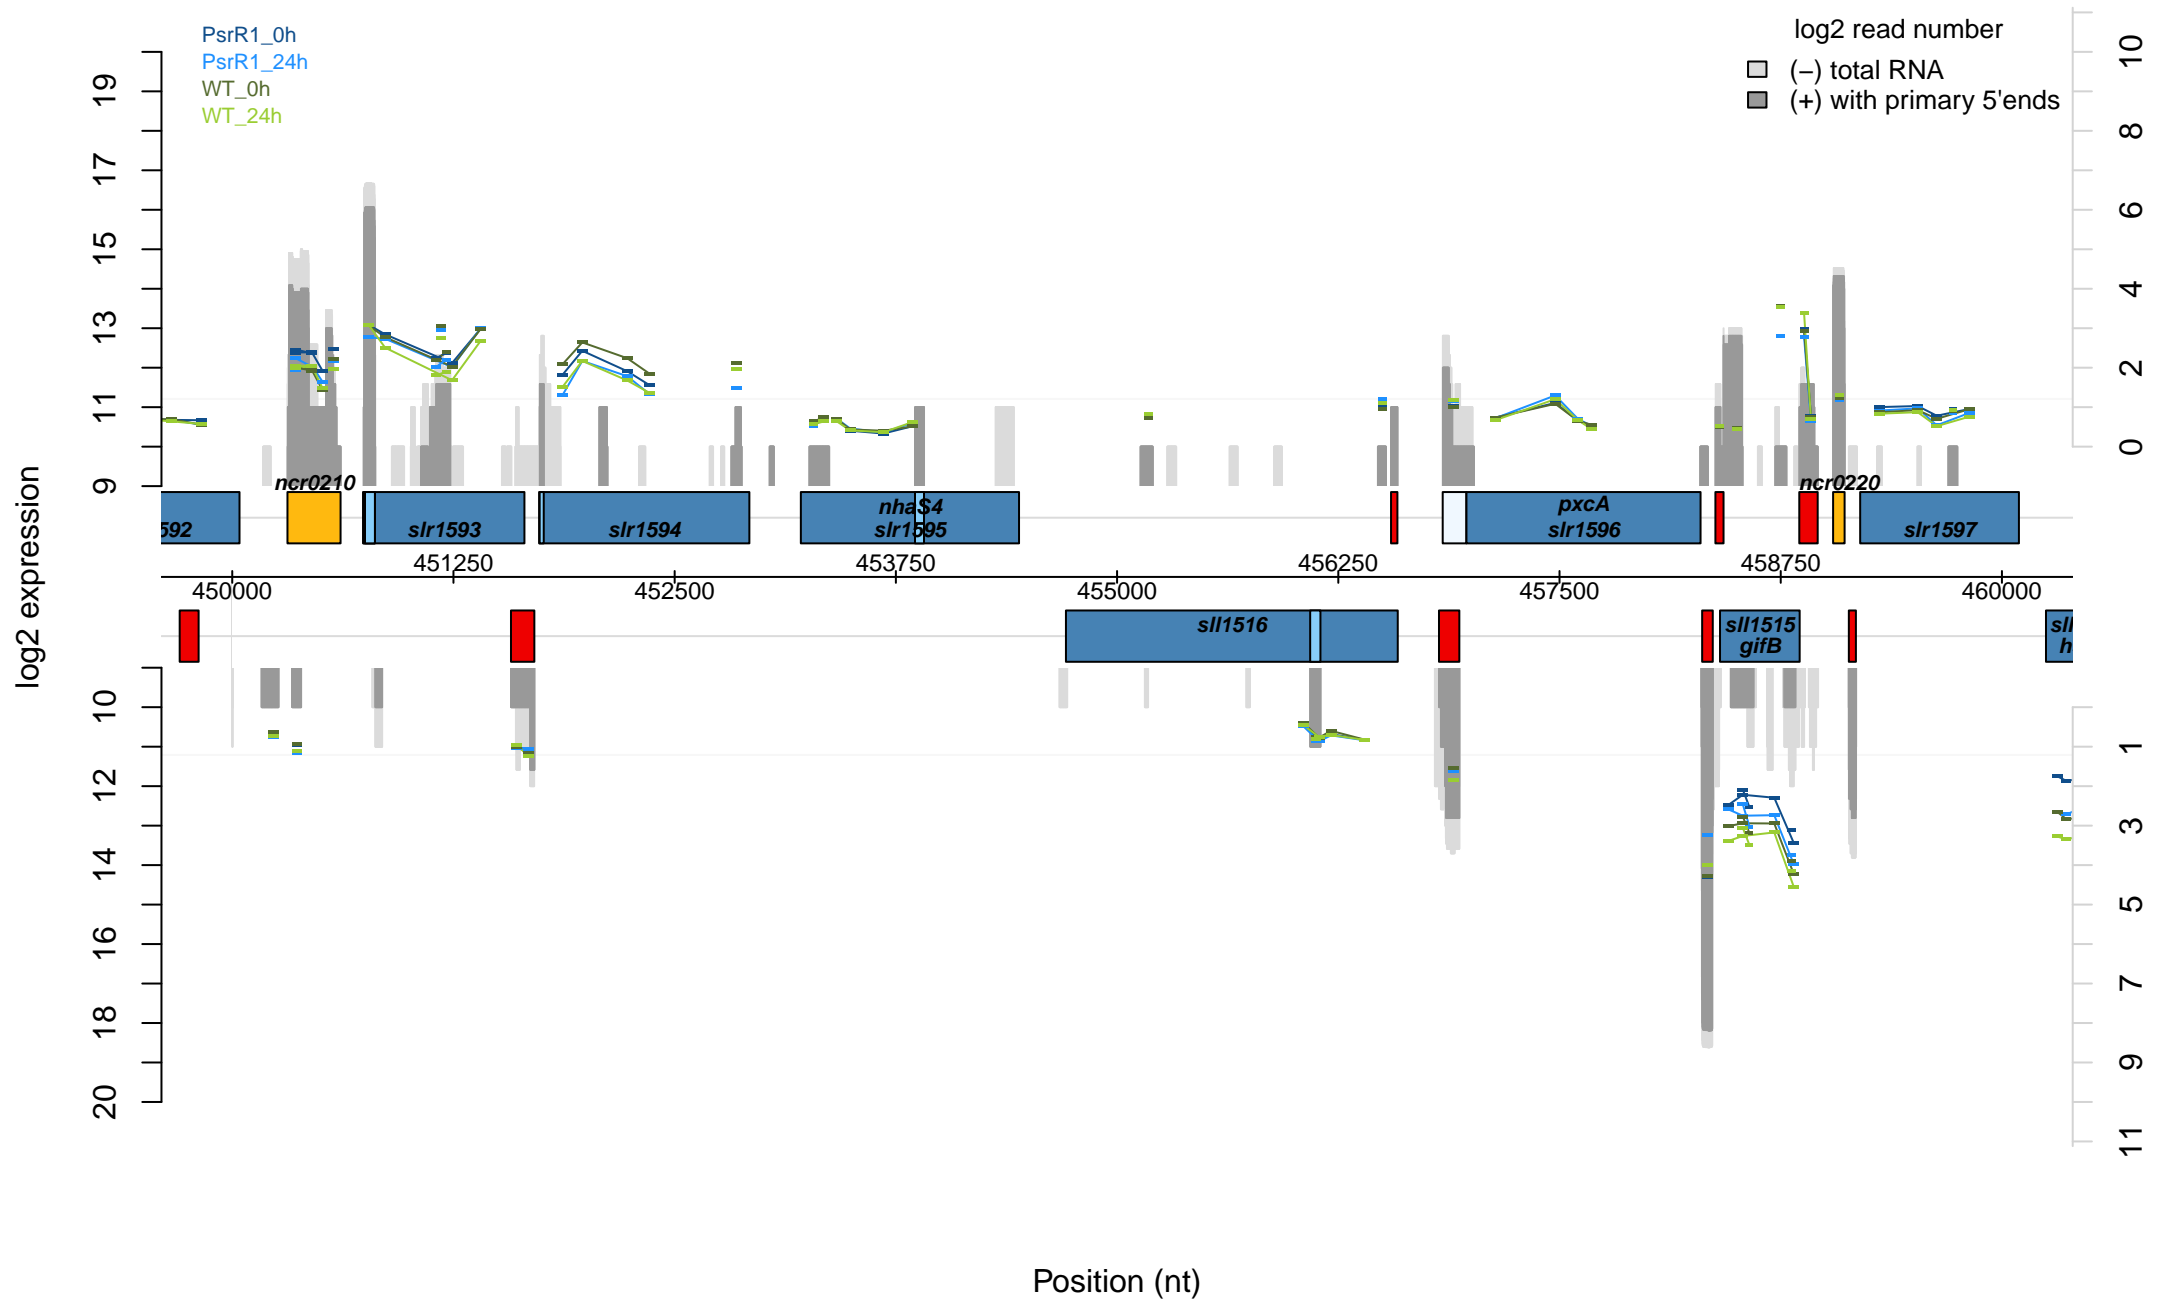 PsrR1_0h
PsrR1_24h
WT_0h
WT_24h
log2 read number
(−) total RNA
(+) with primary 5'ends
19
17
15
13
11
9
10
8
6
4
2
0
log2 expression
ncr0210
ncr0220
592
slr1593
slr1594
nhaS4
slr1595
pxcA
slr1596
slr1597
451250
453750
456250
458750
450000
452500
455000
457500
460000
sll1516
sll1515
gifB
sll
h
10
12
14
16
18
20
1
3
5
7
9
11
Position (nt)